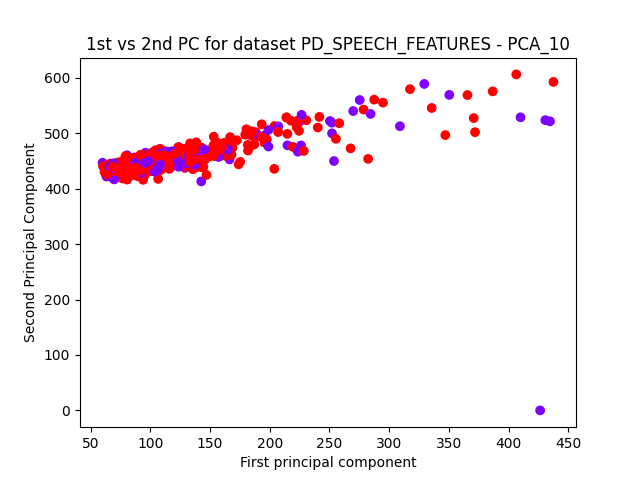 1st vs 2nd PC for dataset PD_SPEECH_FEATURES - PCA_10
Second Principal Component
600
500
400
300
200
100
0
50 100 150 200 250 300 350 400 450
First principal component